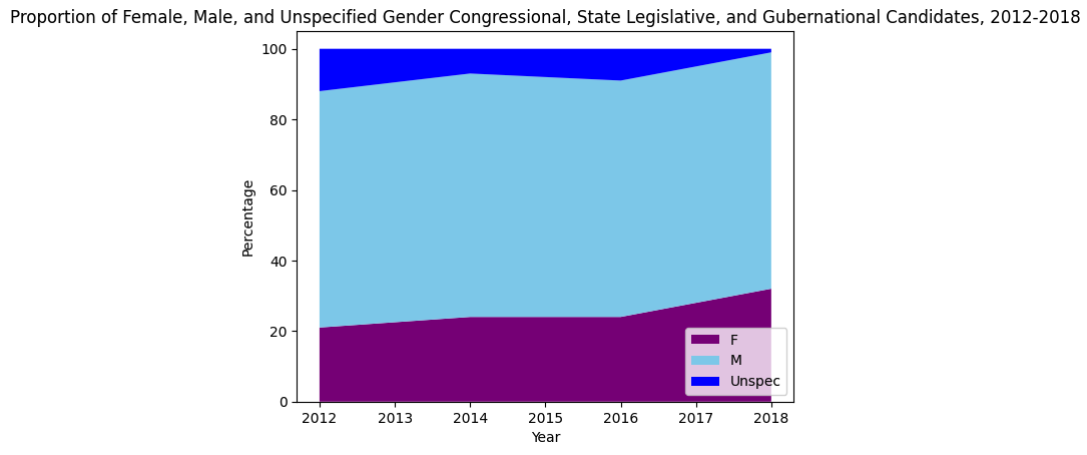 Proportion of Female, Male, and Unspecified Gender Congressional, State Legislative, and Gubernational Candidates, 2012-2018
100
80
60
40
20
0
Percentage
F
M
Unspec
2012 2013 2014 2015 2016 2017 2018
Year